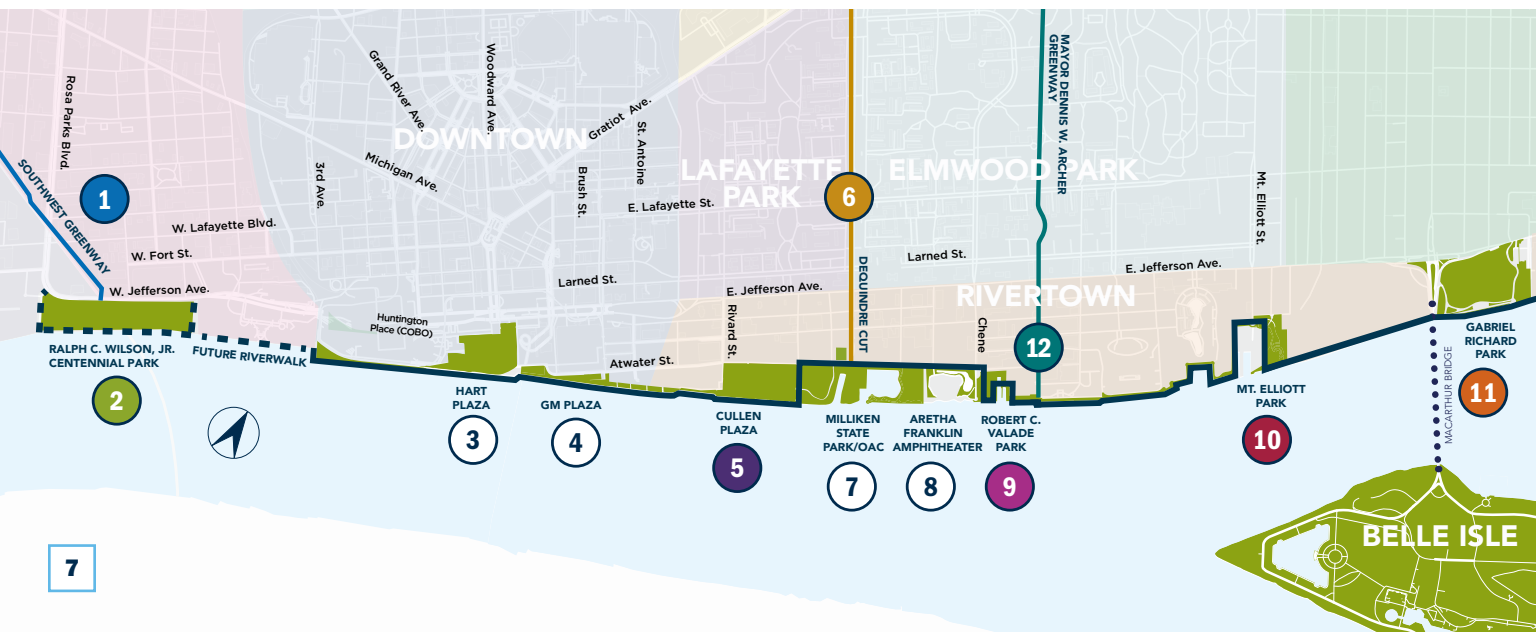 Rosa Parks Blvd.
SOUTHWEST GREENWAY
1
W. Lafayette Blvd.
W. Fort St.
W. Jefferson Ave.
RALPH C. WILSON, JR.
CENTENNIAL PARK
2
FUTURE RIVERWALK
3rd Ave.
Grand River Ave.
Woodward Ave.
DOWNTOWN
Michigan Ave.
Gratiot Ave.
St. Antoine
Brush St.
E. Lafayette St.
Larned St.
Huntington
Place (COBO)
Atwater St.
HART
PLAZA
3
GM PLAZA
4
LAFAYETTE
PARK
E. Jefferson Ave.
Rivard St.
CULLEN
PLAZA
5
6
DEQUINDRE CUT
ELMWOOD PARK
MAYOR DENNIS W. ARCHER
GREENWAY
Larned St.
E. Jefferson Ave.
RIVERTOWN
Chene
12
MILLIKEN
STATE
PARK/OAC
7
ARETHA
FRANKLIN
AMPHITHEATER
8
ROBERT C.
VALADE
PARK
9
Mt. Elliott St.
MT. ELLIOTT
PARK
10
MACARTHUR BRIDGE
GABRIEL
RICHARD
PARK
11
BELLE ISLE
7